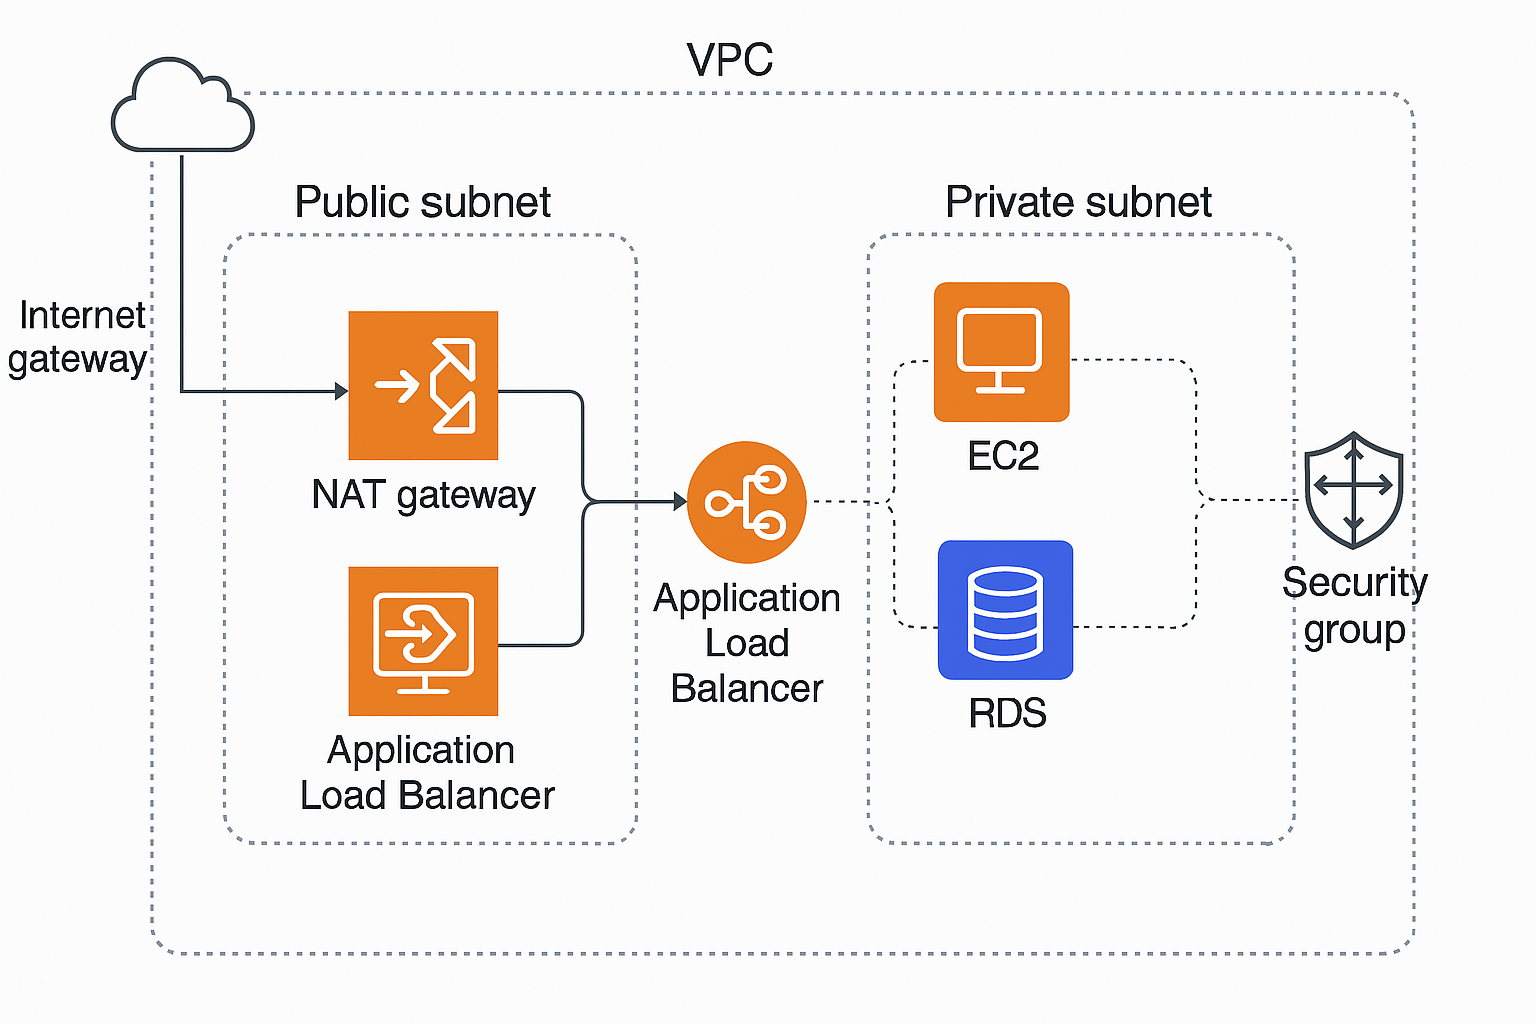 VPC
Public subnet
Private subnet
Internet
gateway
NAT gateway
EC2
Application
Load
Balancer
Security
group
RDS
Application
Load Balancer